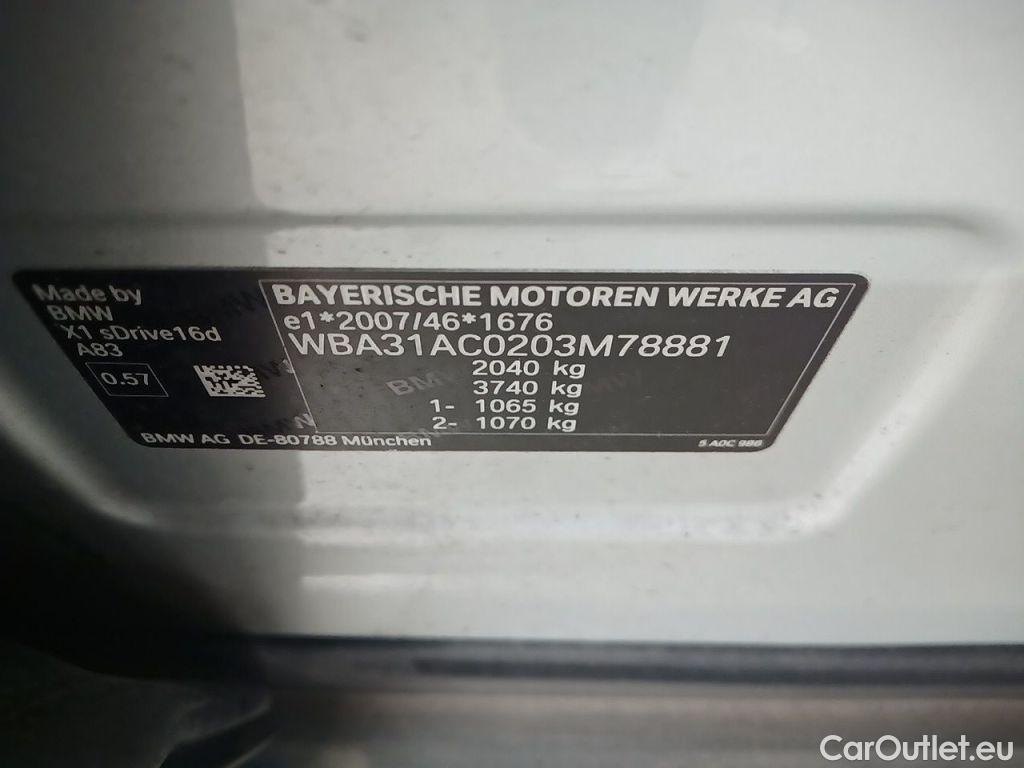 Made by
BMW
X1 sDrive16d
A83
0.57
BAYERISCHE MOTOREN WERKE AG
e1*2007/46*1676
WBA31AC0203M78881
2040 kg
3740 kg
1- 1065 kg
2- 1070 kg
BMW AG DE-80788 München
5 A0C 986
CarOutlet.eu